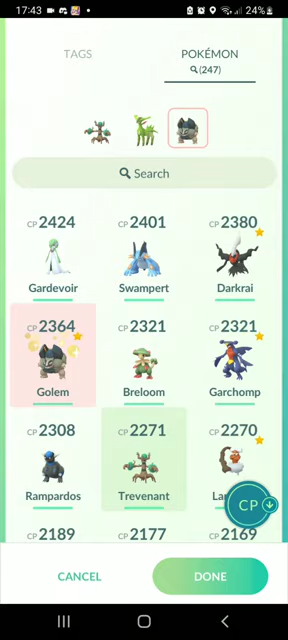 17:43
24%
TAGS
POKÉMON
(247)
Search
CP 2424
CP 2401
CP 2380
Gardevoir
Swampert
Darkrai
CP 2364
CP 2321
CP 2321
Golem
Breloom
Garchomp
CP 2308
CP 2271
CP 2270
Rampardos
Trevenant
CP
2189
2177
2169
CANCEL
DONE